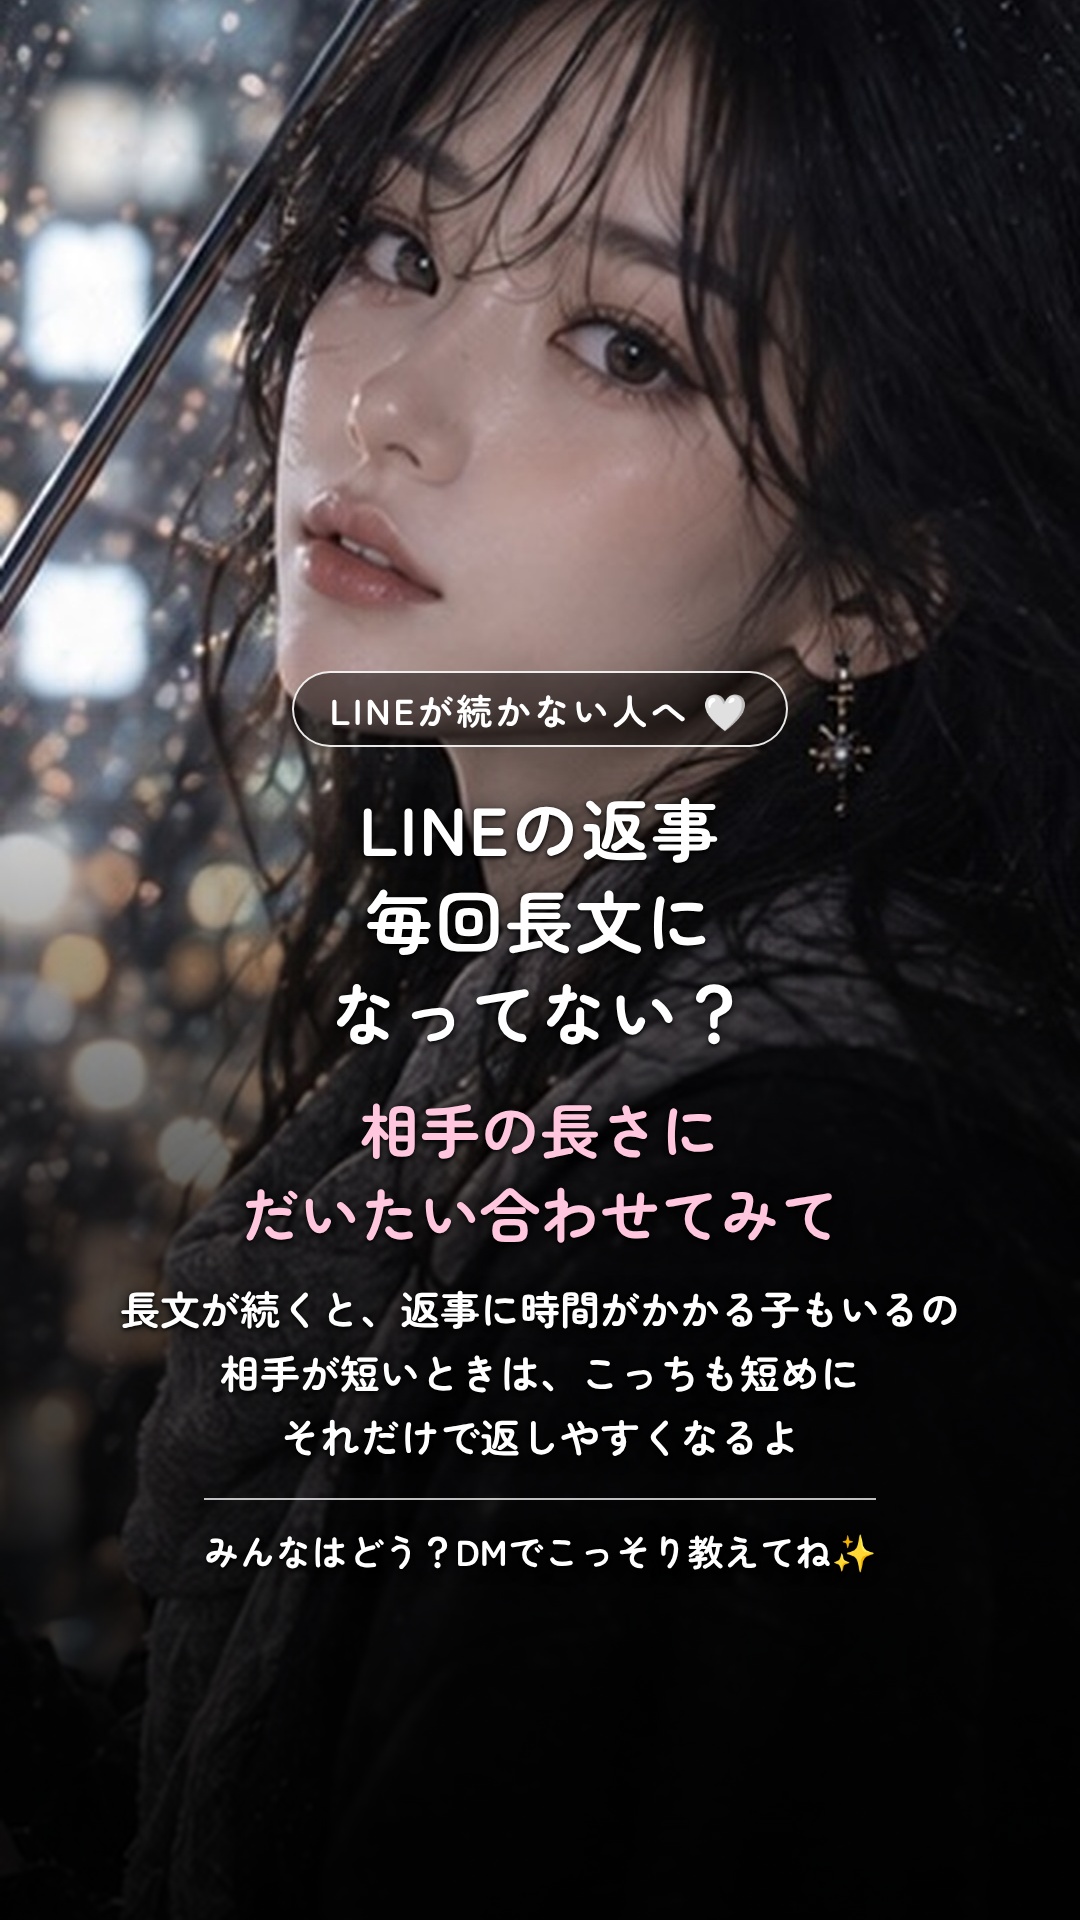 LINEが続かない人へ 🤍
LINEの返事
毎回長文に
なってない？
相手の長さに
だいたい合わせてみて
長文が続くと、返事に時間がかかる子もいるの
相手が短いときは、こっちも短めに
それだけで返しやすくなるよ
みんなはどう？DMでこっそり教えてね✨